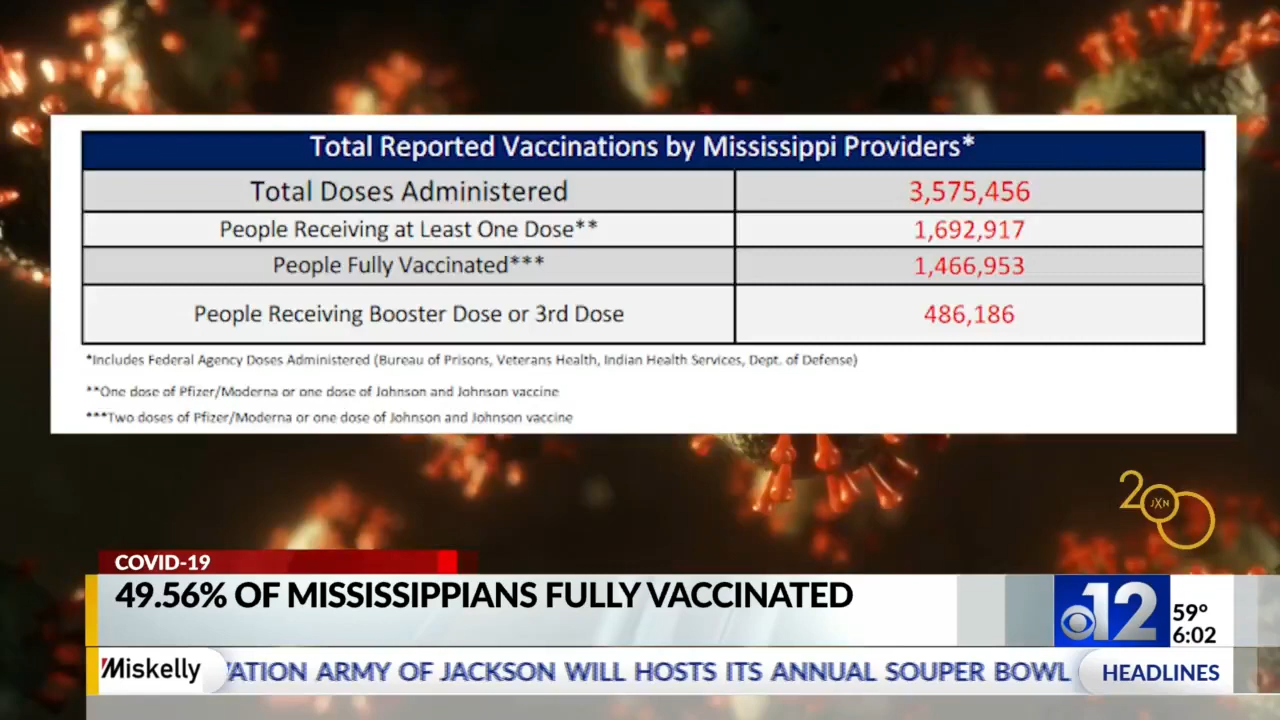 Total Reported Vaccinations by Mississippi Providers*
Total Doses Administered 3,575,456
People Receiving at Least One Dose** 1,692,917
People Fully Vaccinated*** 1,466,953
People Receiving Booster Dose or 3rd Dose 486,186
*Includes Federal Agency Doses Administered (Bureau of Prisons, Veterans Health, Indian Health Services, Dept. of Defense)
**One dose of Pfizer/Moderna or one dose of Johnson and Johnson vaccine
***Two doses of Pfizer/Moderna or one dose of Johnson and Johnson vaccine
200
JXN
COVID-19
49.56% OF MISSISSIPPIANS FULLY VACCINATED
12
59°
6:02
Miskelly
VATION ARMY OF JACKSON WILL HOSTS ITS ANNUAL SOUPER BOWL
HEADLINES